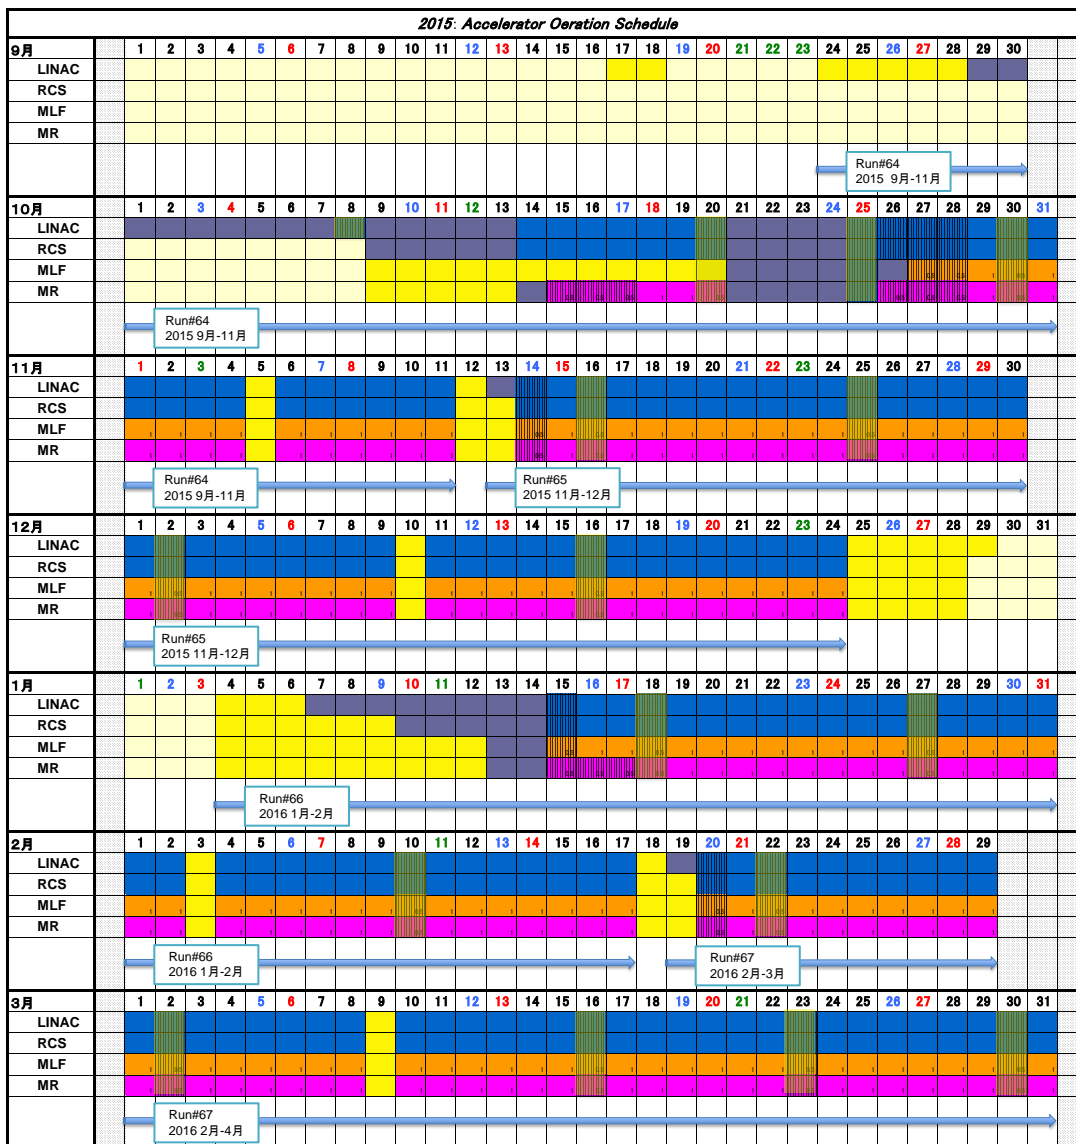 2015: Accelerator Oeration Schedule
9月 1 2 3 4 5 6 7 8 9 10 11 12 13 14 15 16 17 18 19 20 21 22 23 24 25 26 27 28 29 30
LINAC
RCS
MLF
MR
Run#64
2015 9月-11月
10月 1 2 3 4 5 6 7 8 9 10 11 12 13 14 15 16 17 18 19 20 21 22 23 24 25 26 27 28 29 30 31
LINAC
RCS
MLF
MR
Run#64
2015 9月-11月
11月 1 2 3 4 5 6 7 8 9 10 11 12 13 14 15 16 17 18 19 20 21 22 23 24 25 26 27 28 29 30
LINAC
RCS
MLF
MR
Run#64
2015 9月-11月
Run#65
2015 11月-12月
12月 1 2 3 4 5 6 7 8 9 10 11 12 13 14 15 16 17 18 19 20 21 22 23 24 25 26 27 28 29 30 31
LINAC
RCS
MLF
MR
Run#65
2015 11月-12月
1月 1 2 3 4 5 6 7 8 9 10 11 12 13 14 15 16 17 18 19 20 21 22 23 24 25 26 27 28 29 30 31
LINAC
RCS
MLF
MR
Run#66
2016 1月-2月
2月 1 2 3 4 5 6 7 8 9 10 11 12 13 14 15 16 17 18 19 20 21 22 23 24 25 26 27 28 29
LINAC
RCS
MLF
MR
Run#66
2016 1月-2月
Run#67
2016 2月-3月
3月 1 2 3 4 5 6 7 8 9 10 11 12 13 14 15 16 17 18 19 20 21 22 23 24 25 26 27 28 29 30 31
LINAC
RCS
MLF
MR
Run#67
2016 2月-4月